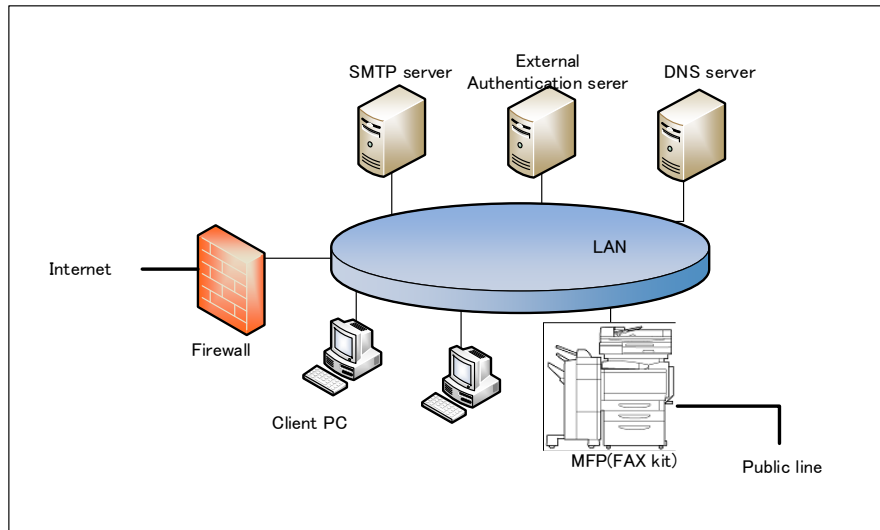 SMTP server
External
Authentication serer
DNS server
LAN
Internet
Firewall
Client PC
MFP(FAX kit)
Public line